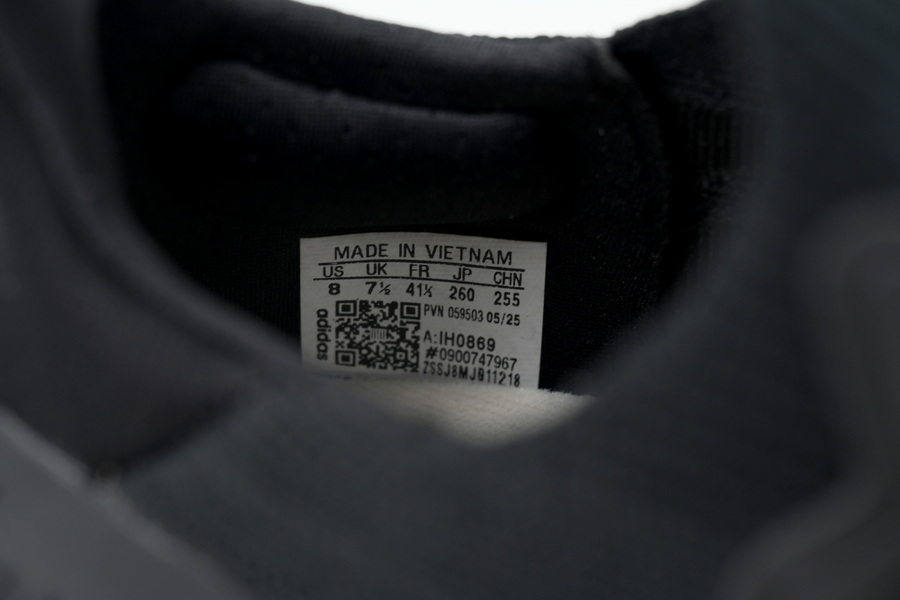 MADE IN VIETNAM
US UK FR JP CHN
8 7½ 41⅓ 260 255
adidas
PVN 059503 05/25
A:IH0869
#0900747967
ZSSJ8MJ911218